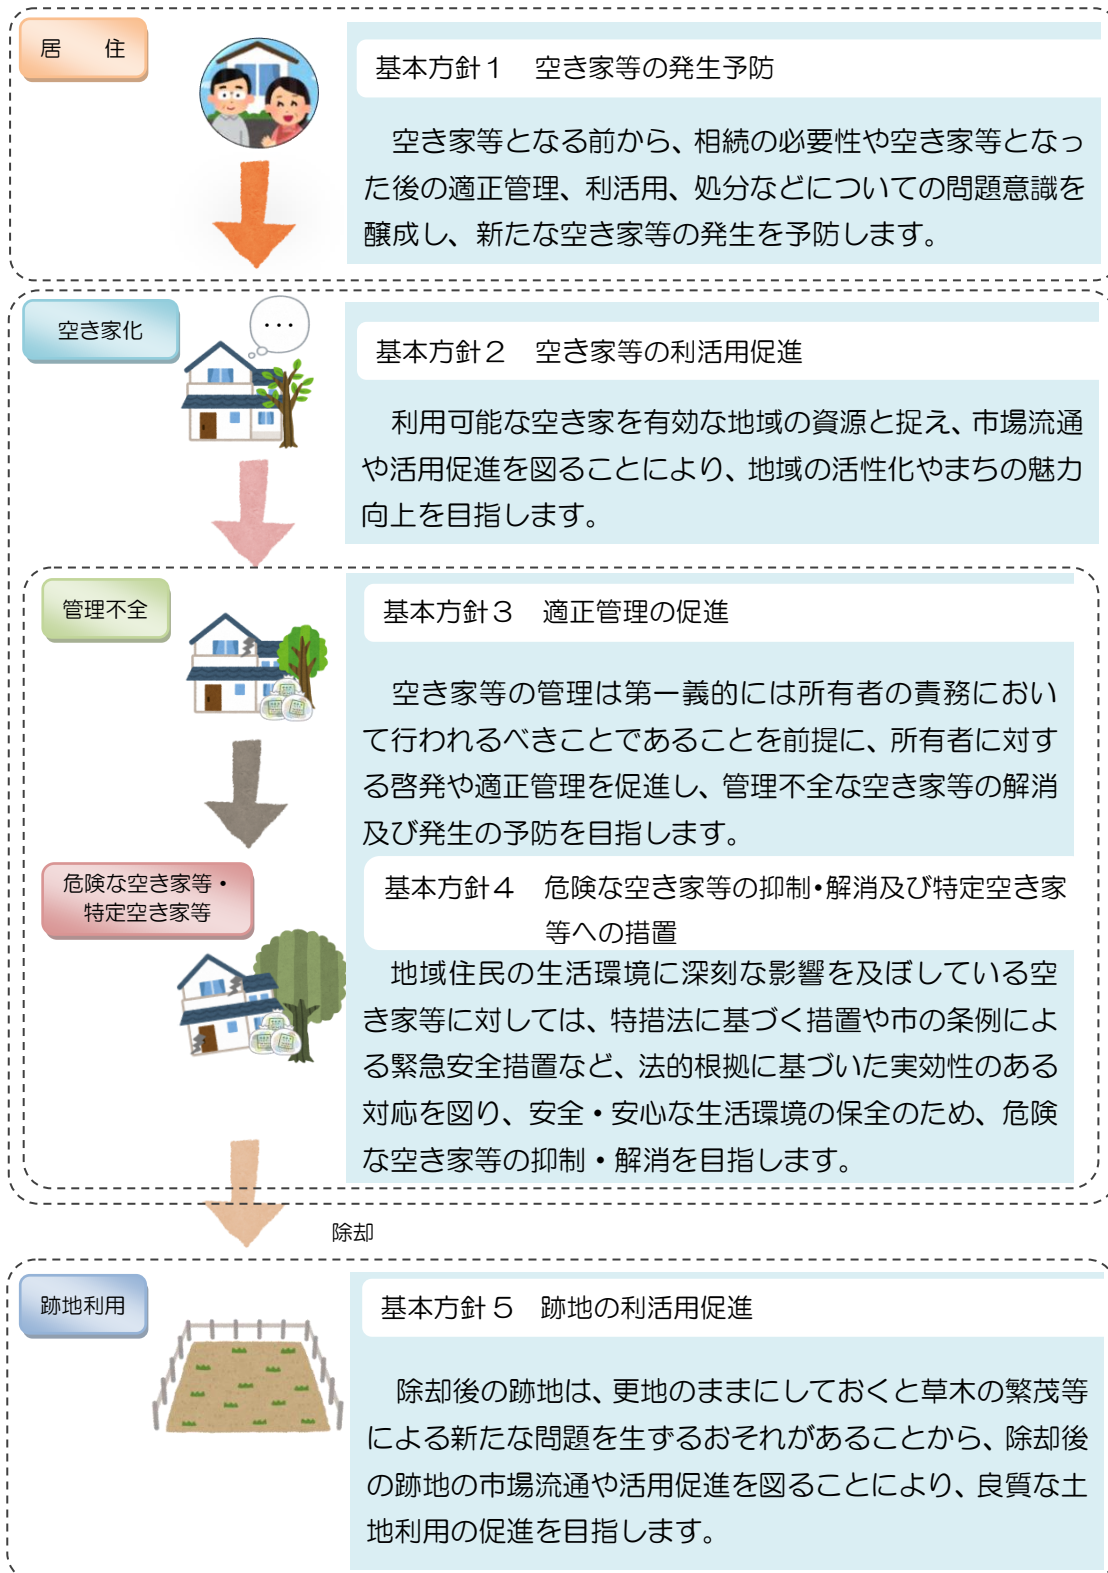 居　住
基本方針１　空き家等の発生予防
空き家等となる前から、相続の必要性や空き家等となっ
た後の適正管理、利活用、処分などについての問題意識を
醸成し、新たな空き家等の発生を予防します。
空き家化
…
基本方針２　空き家等の利活用促進
利用可能な空き家を有効な地域の資源と捉え、市場流通
や活用促進を図ることにより、地域の活性化やまちの魅力
向上を目指します。
管理不全
基本方針３　適正管理の促進
空き家等の管理は第一義的には所有者の責務におい
て行われるべきことであることを前提に、所有者に対す
る啓発や適正管理を促進し、管理不全な空き家等の解消
及び発生の予防を目指します。
危険な空き家等・
特定空き家等
基本方針４　危険な空き家等の抑制・解消及び特定空き家
等への措置
地域住民の生活環境に深刻な影響を及ぼしている空
き家等に対しては、特措法に基づく措置や市の条例によ
る緊急安全措置など、法的根拠に基づいた実効性のある
対応を図り、安全・安心な生活環境の保全のため、危険
な空き家等の抑制・解消を目指します。
除却
跡地利用
基本方針５　跡地の利活用促進
除却後の跡地は、更地のままにしておくと草木の繁茂等
による新たな問題を生ずるおそれがあることから、除却後
の跡地の市場流通や活用促進を図ることにより、良質な土
地利用の促進を目指します。